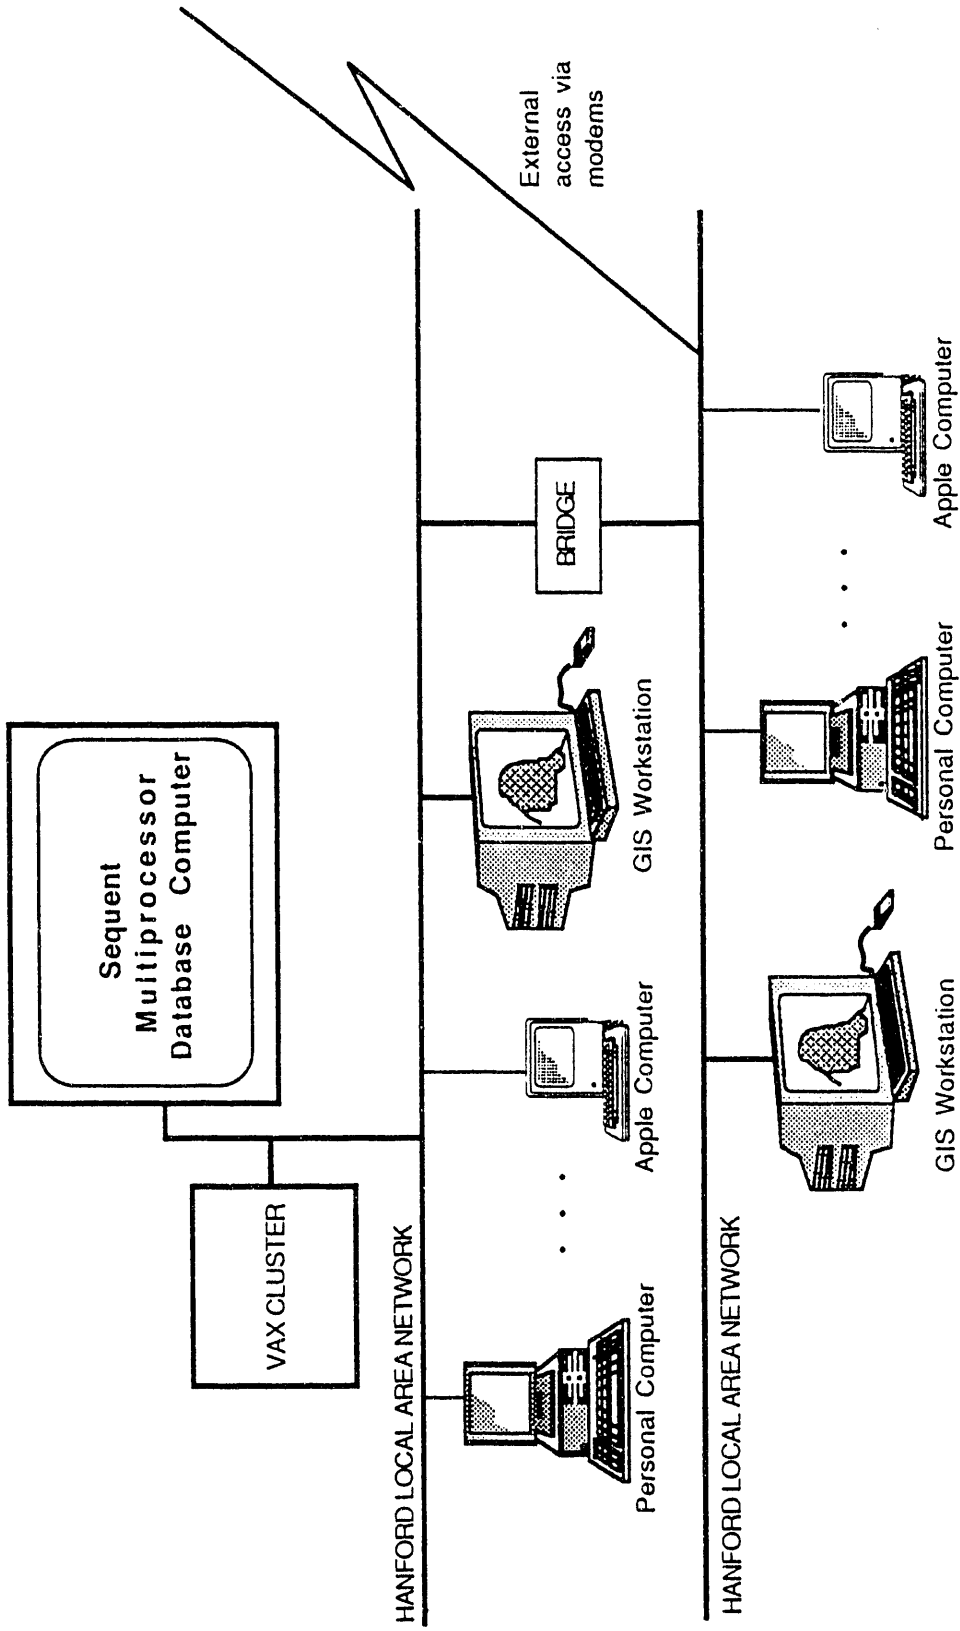 Sequent
Multiprocessor
Database Computer
VAX CLUSTER
HANFORD LOCAL AREA NETWORK
External
access via
modems
BRIDGE
Personal Computer
. . .
Apple Computer
GIS Workstation
HANFORD LOCAL AREA NETWORK
GIS Workstation
Personal Computer
. . .
Apple Computer